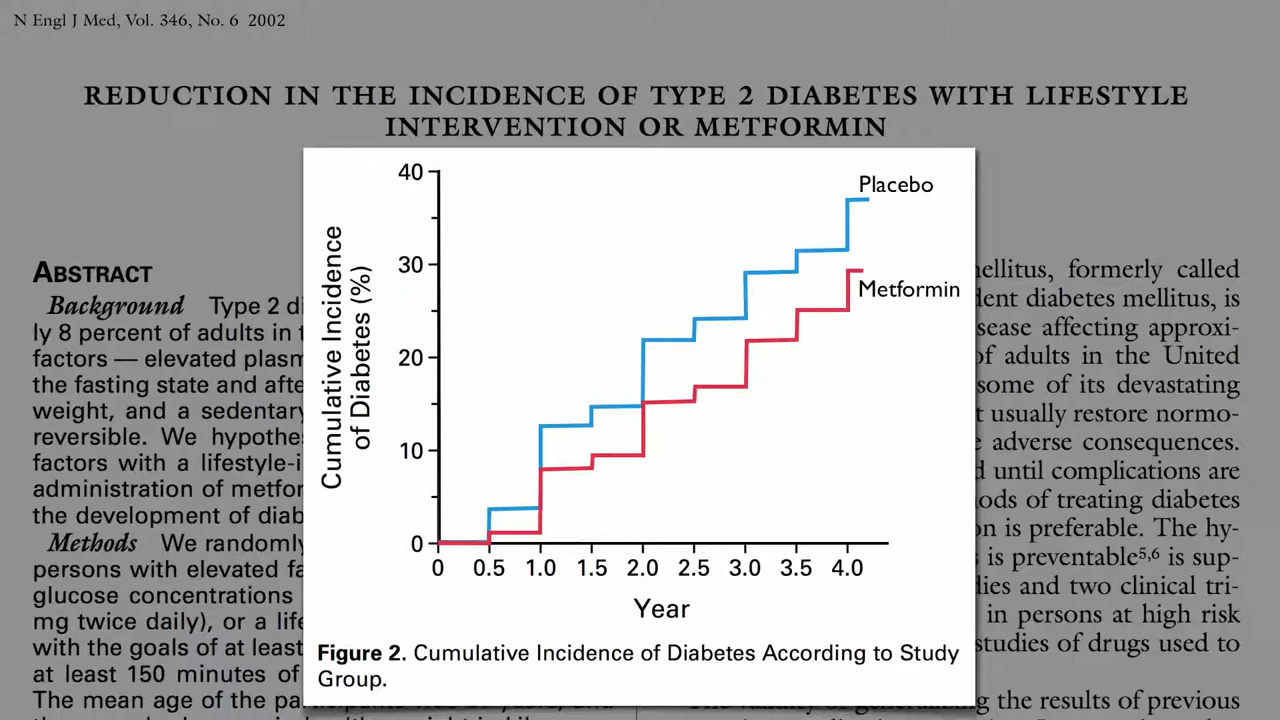 N Engl J Med, Vol. 346, No. 6 2002
REDUCTION IN THE INCIDENCE OF TYPE 2 DIABETES WITH LIFESTYLE
INTERVENTION OR METFORMIN
40
30
20
10
0
Cumulative Incidence
of Diabetes (%)
Placebo
Metformin
0 0.5 1.0 1.5 2.0 2.5 3.0 3.5 4.0
Year
Figure 2. Cumulative Incidence of Diabetes According to Study
Group.
ABSTRACT
Background Type 2 di
ly 8 percent of adults in t
factors — elevated plasm
the fasting state and afte
weight, and a sedentary
reversible. We hypothes
factors with a lifestyle-i
administration of metfor
the development of diab
Methods We randomly
persons with elevated fa
glucose concentrations
mg twice daily), or a life
with the goals of at least
at least 150 minutes of
The mean age of the pa
mellitus, formerly called
dent diabetes mellitus, is
sease affecting approxi-
of adults in the United
some of its devastating
t usually restore normo-
e adverse consequences.
d until complications are
ods of treating diabetes
on is preferable. The hy-
s is preventable5,6 is sup-
dies and two clinical tri-
in persons at high risk
studies of drugs used to
the results of previous